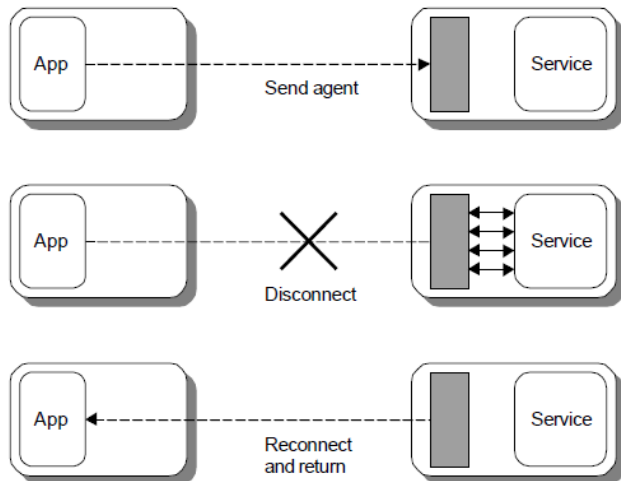 App
Service
Send agent
App
Service
Disconnect
App
Service
Reconnect
and return